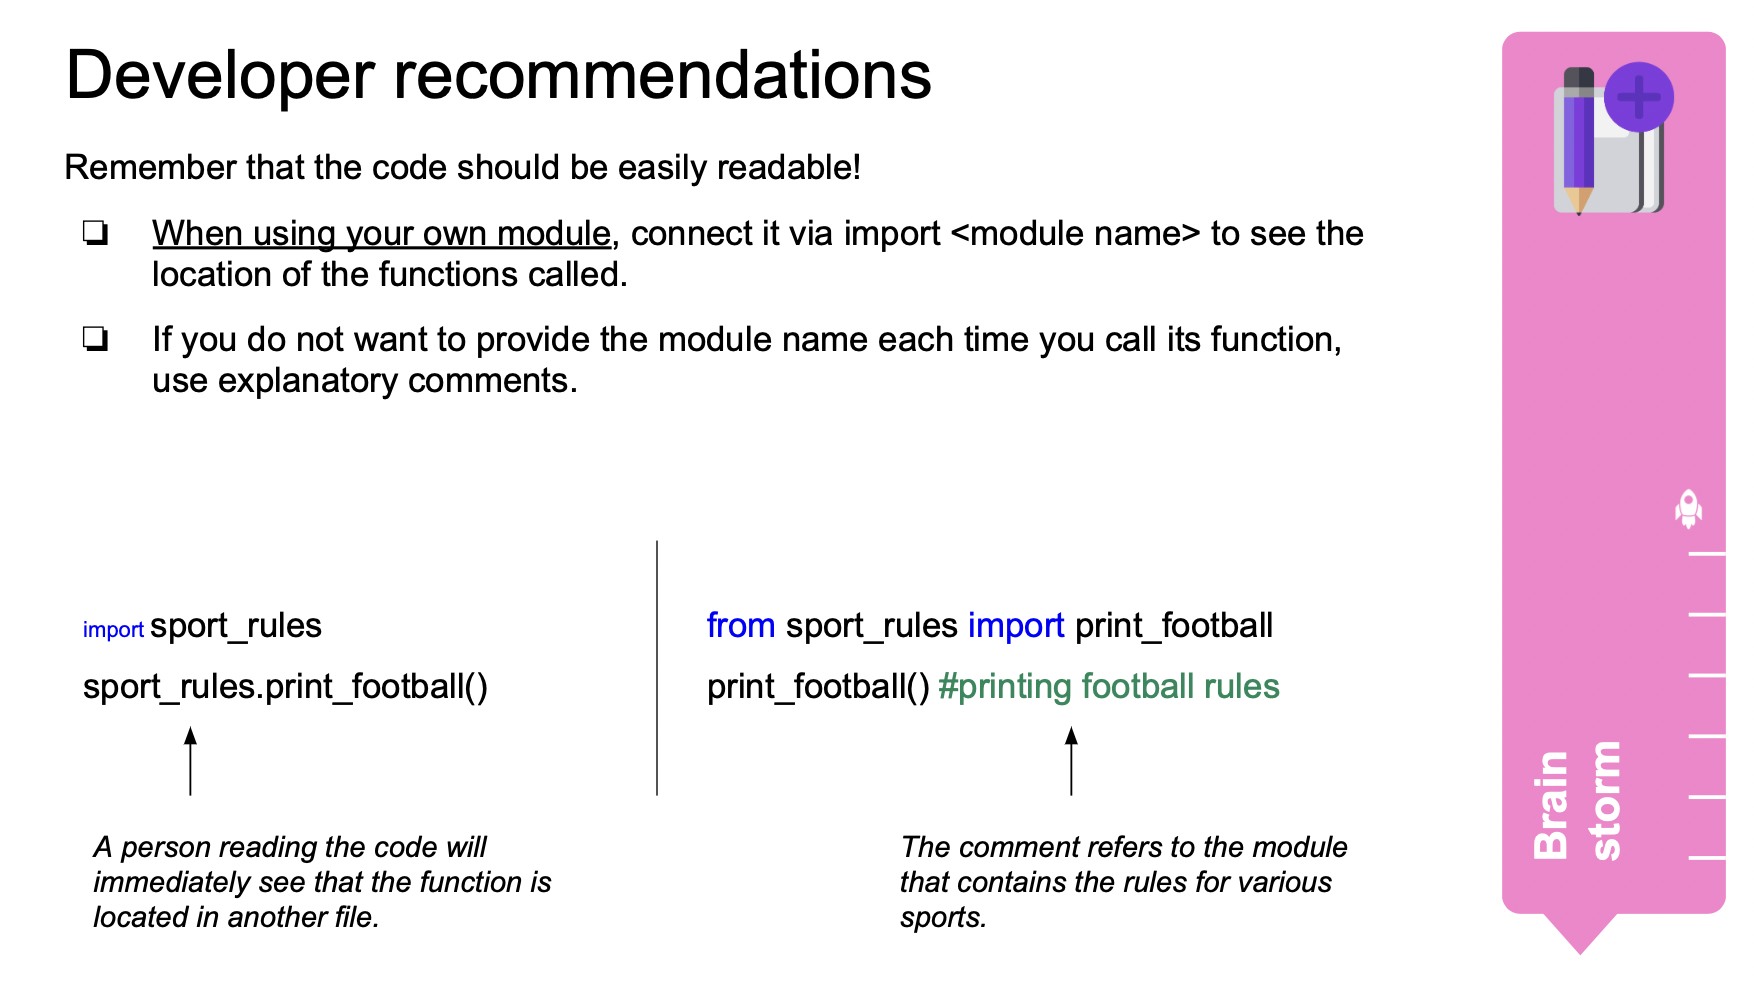 Developer recommendations
Remember that the code should be easily readable!
When using your own module, connect it via import <module name> to see the
location of the functions called.
If you do not want to provide the module name each time you call its function,
use explanatory comments.
import sport_rules
sport_rules.print_football()
A person reading the code will
immediately see that the function is
located in another file.
from sport_rules import print_football
print_football() #printing football rules
The comment refers to the module
that contains the rules for various
sports.
Brain
storm